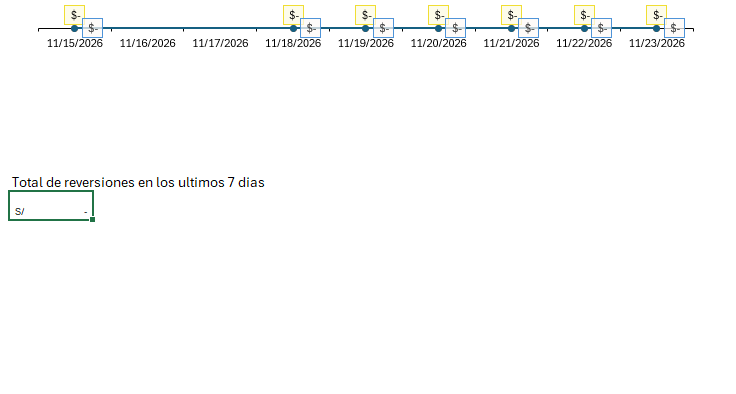 $- $- $- $- $- $- $-
$- $- $- $- $- $- $-
11/15/2026 11/16/2026 11/17/2026 11/18/2026 11/19/2026 11/20/2026 11/21/2026 11/22/2026 11/23/2026
Total de reversiones en los ultimos 7 dias
S/ -